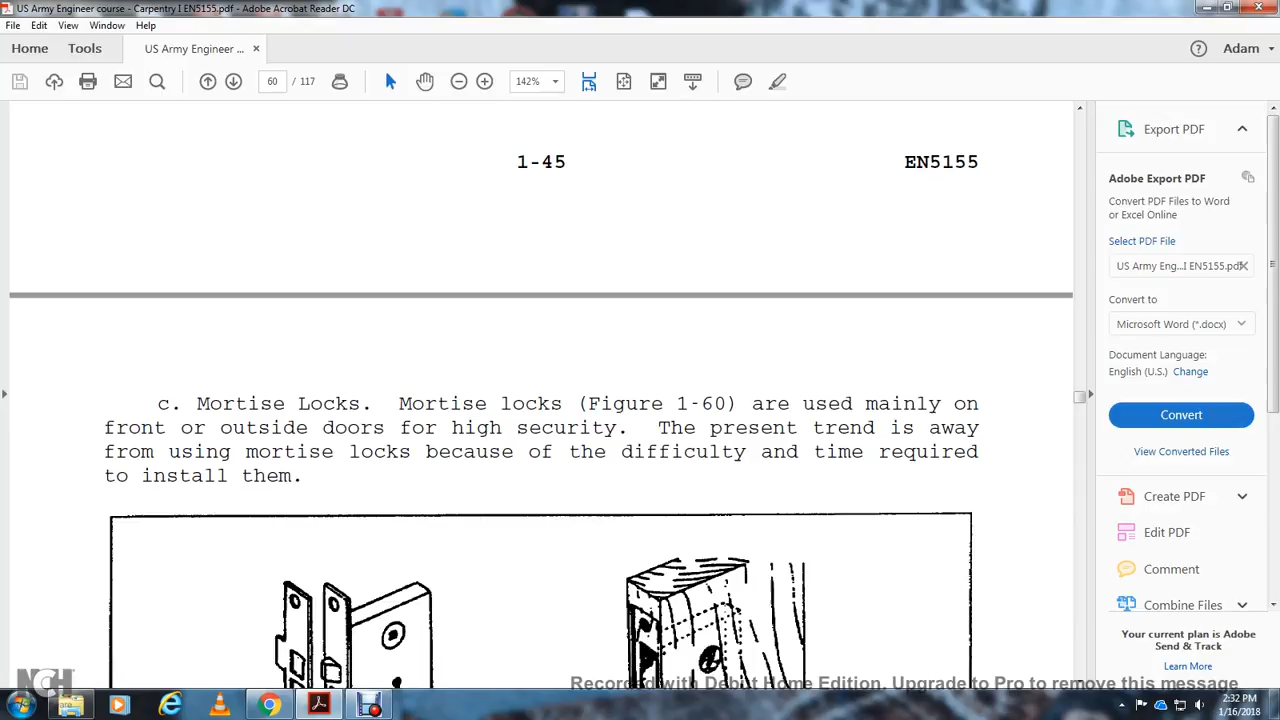 US Army Engineer course - Carpentry I EN5155.pdf - Adobe Acrobat Reader DC
File Edit View Window Help
Home Tools US Army Engineer ... × Adam
60 / 117 142%
1-45 EN5155
c. Mortise Locks. Mortise locks (Figure 1-60) are used mainly on
front or outside doors for high security. The present trend is away
from using mortise locks because of the difficulty and time required
to install them.
Export PDF
Adobe Export PDF
Convert PDF Files to Word
or Excel Online
Select PDF File
US Army Eng...I EN5155.pdf
Convert to
Microsoft Word (*.docx)
Document Language:
English (U.S.) Change
Convert
View Converted Files
Create PDF
Edit PDF
Comment
Combine Files
Your current plan is Adobe
Send & Track
Learn More
NCH
Recorded with Debut Home Edition. Upgrade to Pro to remove this message
2:32 PM
1/16/2018